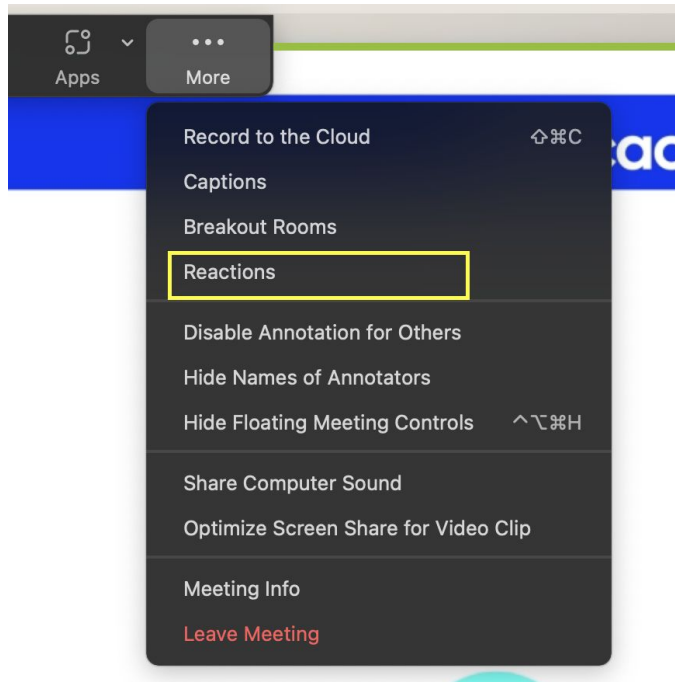 Apps
More
Record to the Cloud ⇧⌘C
Captions
Breakout Rooms
Reactions
Disable Annotation for Others
Hide Names of Annotators
Hide Floating Meeting Controls ^⌥⌘H
Share Computer Sound
Optimize Screen Share for Video Clip
Meeting Info
Leave Meeting